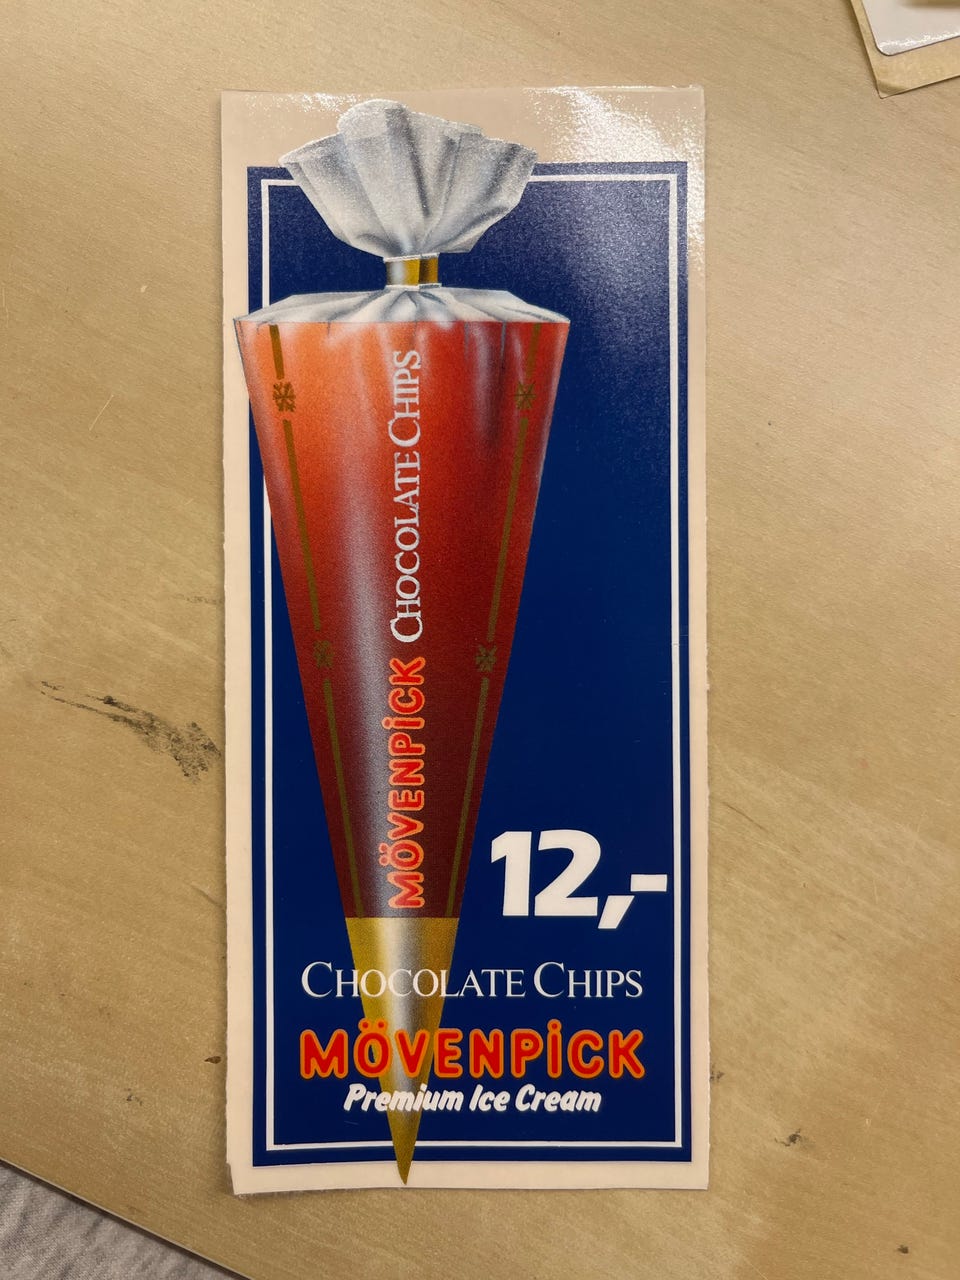 CHOCOLATE CHIPS
MÖVENPICK
12,-
CHOCOLATE CHIPS
MÖVENPICK
Premium Ice Cream